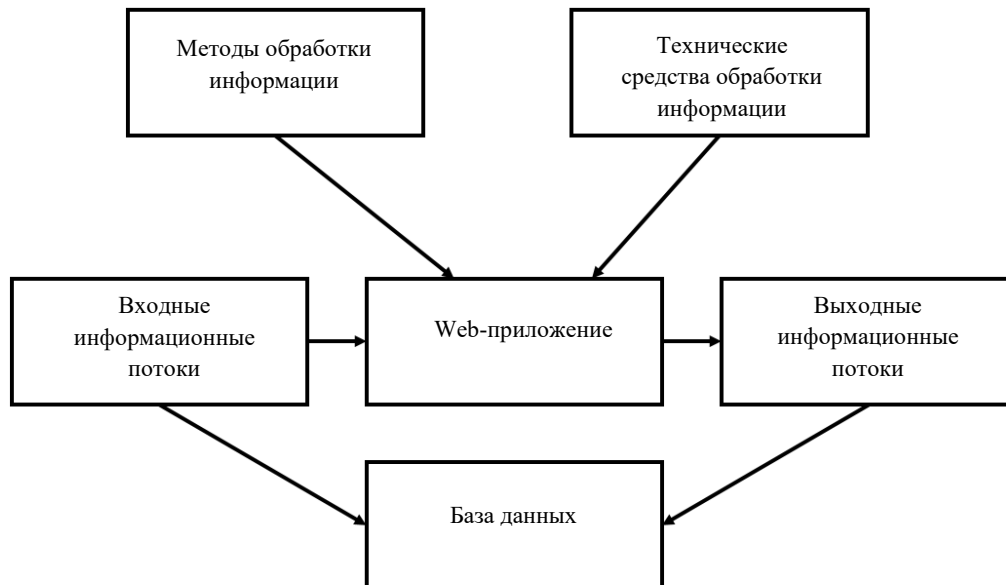 Методы обработки
информации
Технические
средства обработки
информации
Входные
информационные
потоки
Web-приложение
Выходные
информационные
потоки
База данных